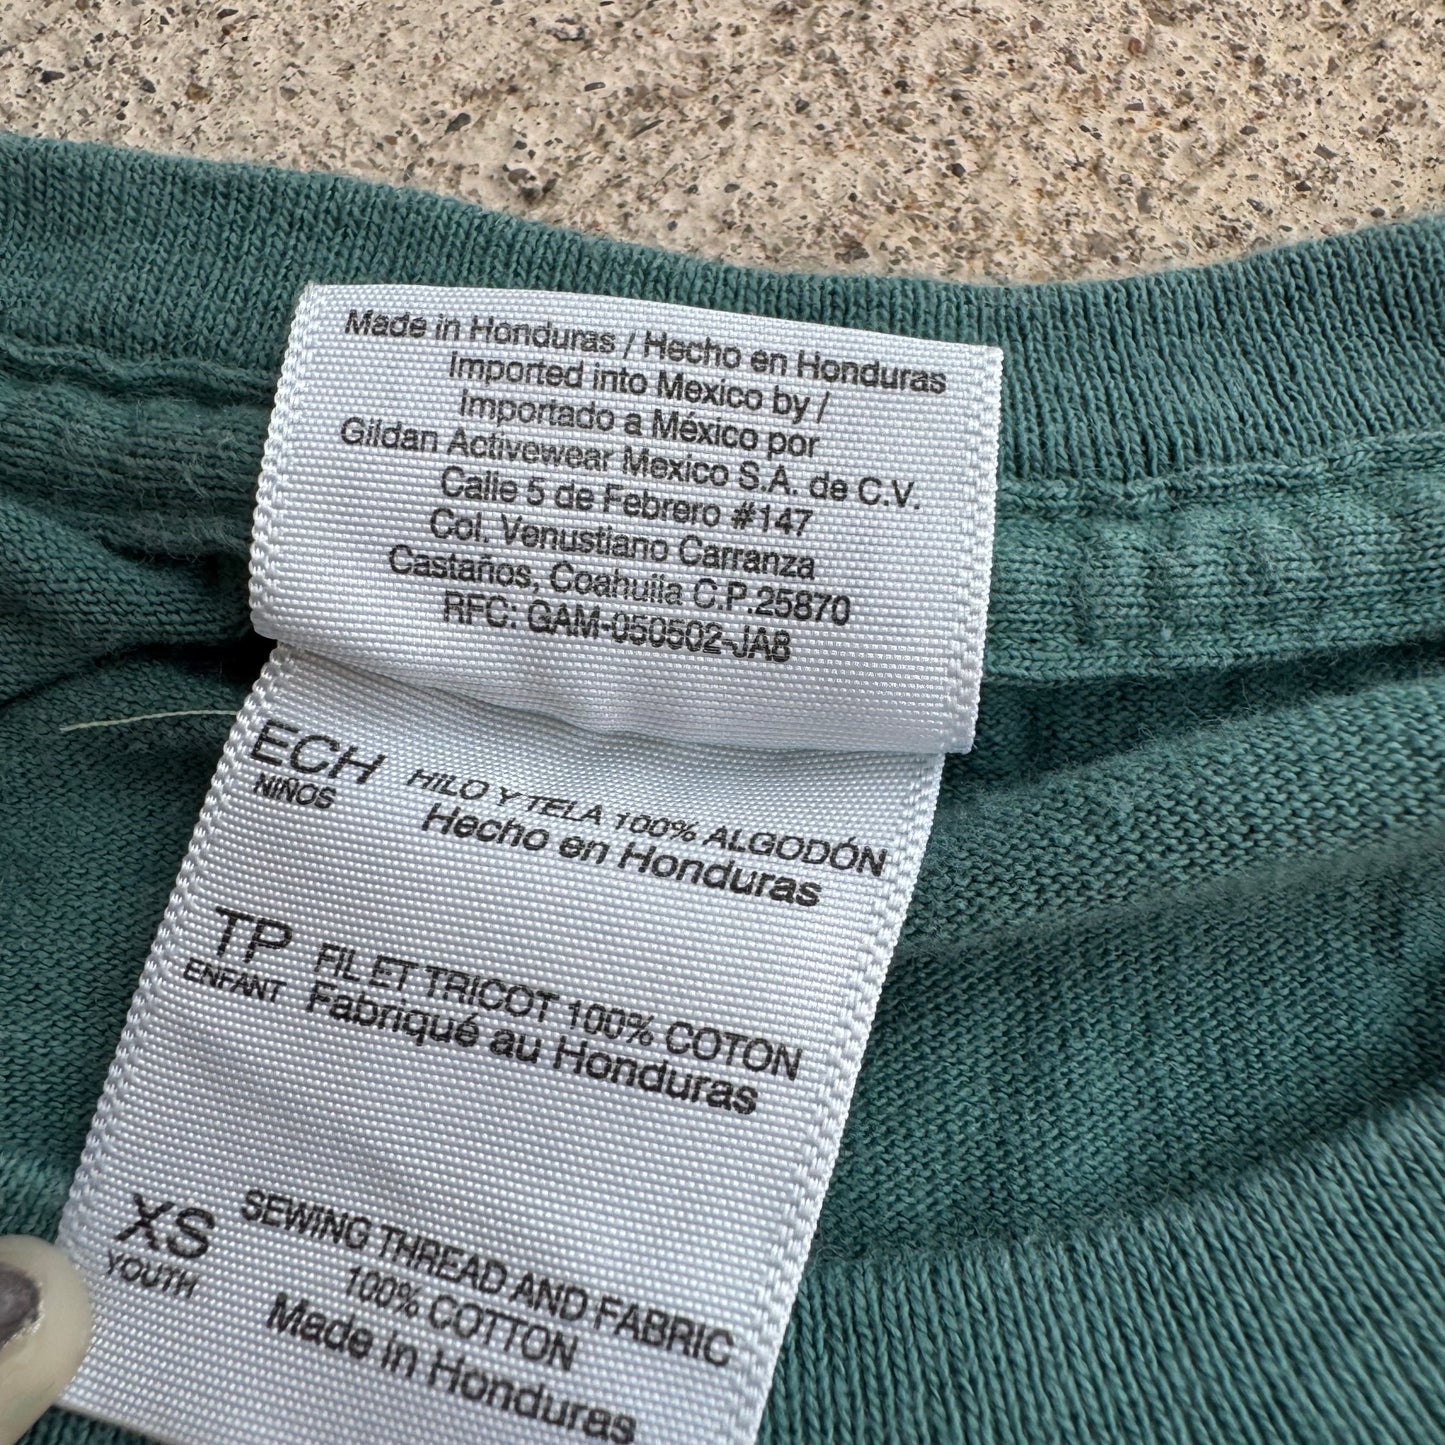 Made in Honduras / Hecho en Honduras
Imported into Mexico by /
Importado a México por
Gildan Activewear Mexico S.A. de C.V.
Calle 5 de Febrero #147
Col. Venustiano Carranza
Castaños, Coahuila C.P.25870
RFC: GAM-050502-JA8
ECH HILO Y TELA 100% ALGODÓN
NIÑOS Hecho en Honduras
TP FIL ET TRICOT 100% COTON
ENFANT Fabriqué au Honduras
XS SEWING THREAD AND FABRIC
YOUTH 100% COTTON
Made in Honduras